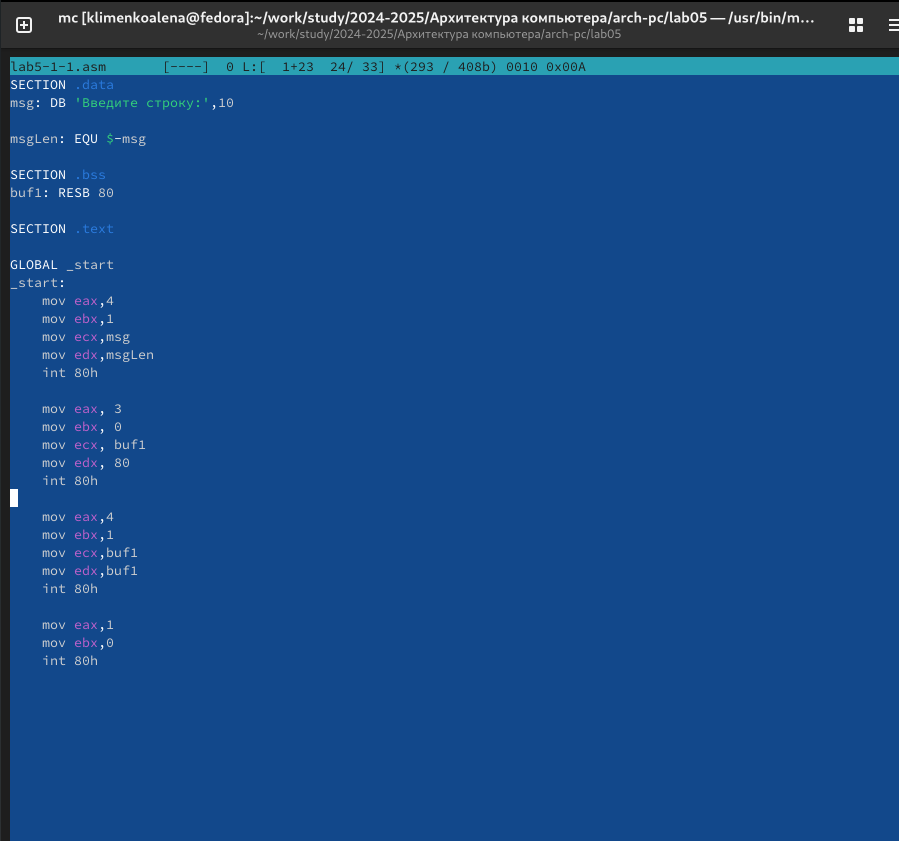 mc [klimenkoalena@fedora]:~/work/study/2024-2025/Архитектура компьютера/arch-pc/lab05 — /usr/bin/m...
~/work/study/2024-2025/Архитектура компьютера/arch-pc/lab05
lab5-1-1.asm       [----]  0 L:[  1+23  24/ 33] *(293 / 408b) 0010 0x00A
SECTION .data
msg: DB 'Введите строку:',10
msgLen: EQU $-msg
SECTION .bss
buf1: RESB 80
SECTION .text
GLOBAL _start
_start:
    mov eax,4
    mov ebx,1
    mov ecx,msg
    mov edx,msgLen
    int 80h
    mov eax, 3
    mov ebx, 0
    mov ecx, buf1
    mov edx, 80
    int 80h
    mov eax,4
    mov ebx,1
    mov ecx,buf1
    mov edx,buf1
    int 80h
    mov eax,1
    mov ebx,0
    int 80h